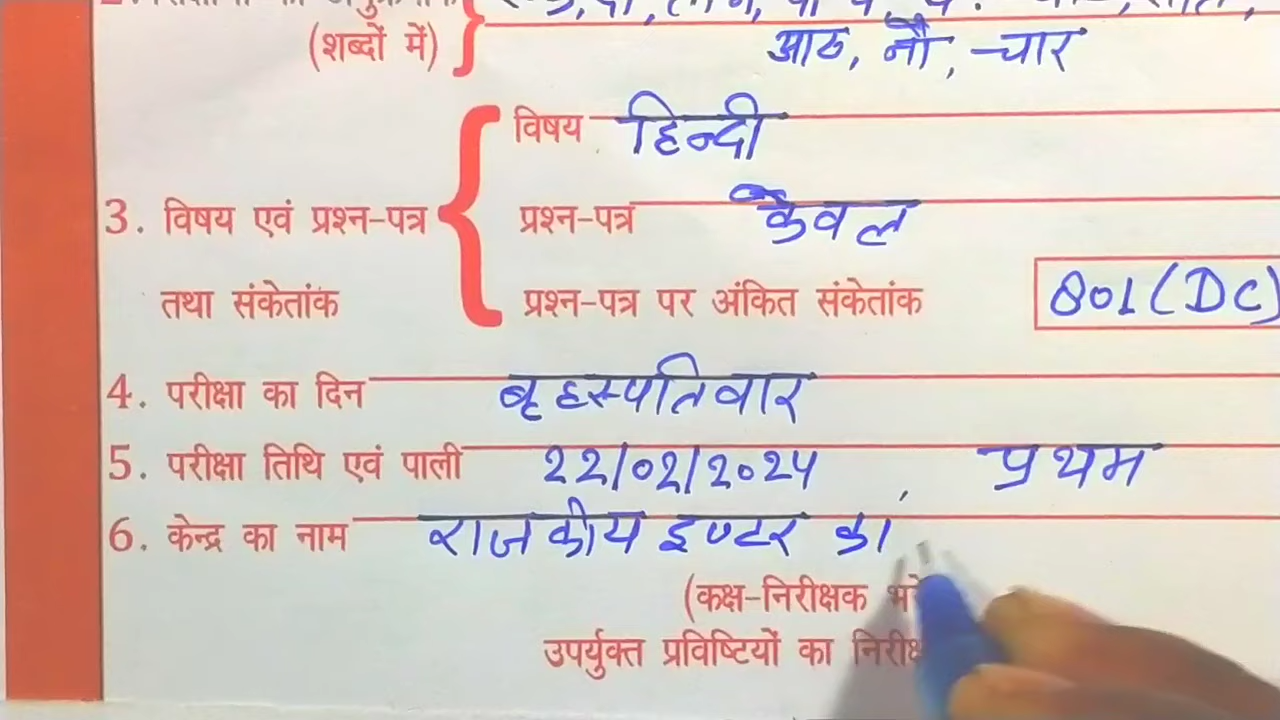 (शब्दों में)
आठ, नौ, चार
विषय हिन्दी
3. विषय एवं प्रश्न-पत्र
प्रश्न-पत्र केवल
तथा संकेतांक
प्रश्न-पत्र पर अंकित संकेतांक 801(DC)
4. परीक्षा का दिन बृहस्पतिवार
5. परीक्षा तिथि एवं पाली 22/02/2024 प्रथम
6. केन्द्र का नाम राजकीय इण्टर का
(कक्ष-निरीक्षक
उपर्युक्त प्रविष्टियों का